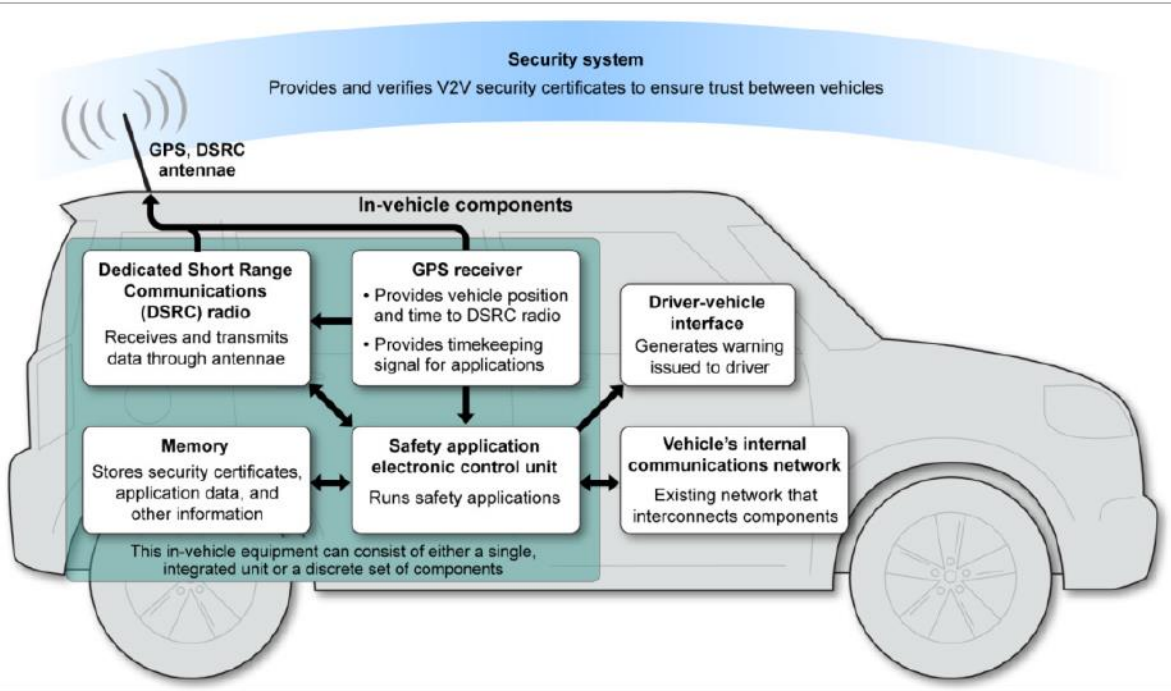 Security system
Provides and verifies V2V security certificates to ensure trust between vehicles
GPS, DSRC
antennae
In-vehicle components
Dedicated Short Range
Communications
(DSRC) radio
Receives and transmits
data through antennae
GPS receiver
• Provides vehicle position
and time to DSRC radio
• Provides timekeeping
signal for applications
Driver-vehicle
interface
Generates warning
issued to driver
Memory
Stores security certificates,
application data, and
other information
Safety application
electronic control unit
Runs safety applications
Vehicle's internal
communications network
Existing network that
interconnects components
This in-vehicle equipment can consist of either a single,
integrated unit or a discrete set of components